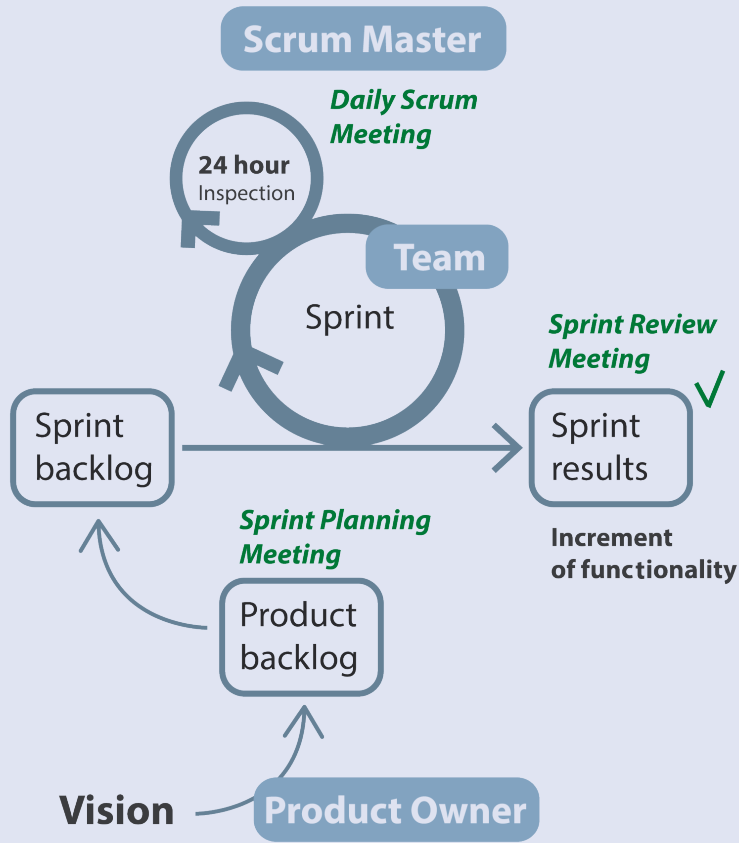 Scrum Master
Daily Scrum
Meeting
24 hour
Inspection
Team
Sprint
Sprint Review
Meeting
Sprint
backlog
Sprint
results
Sprint Planning
Meeting
Increment
of functionality
Product
backlog
Vision
Product Owner